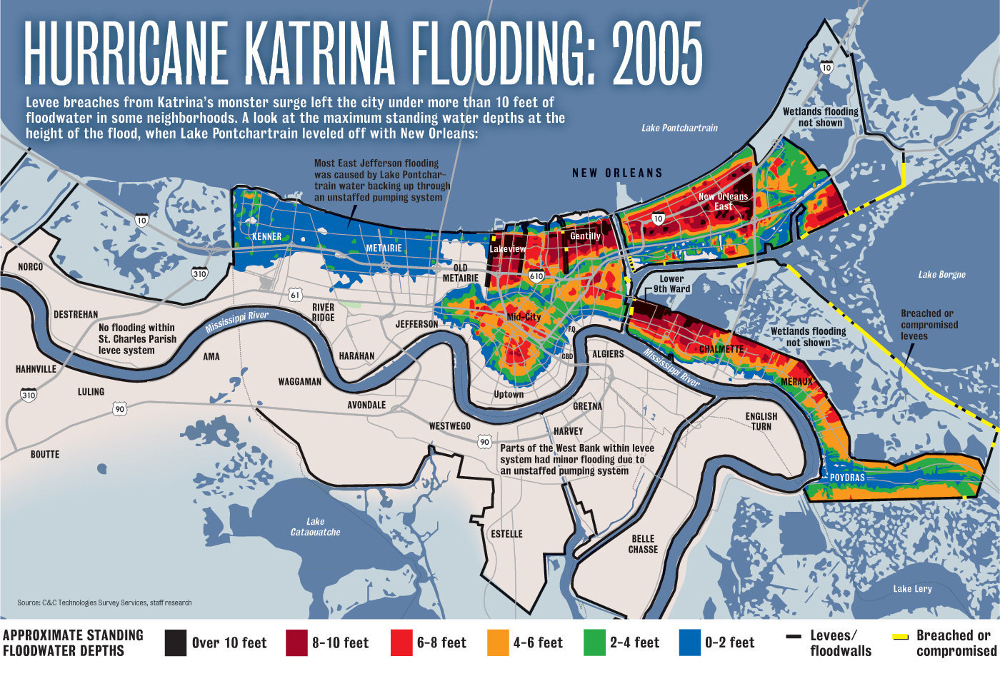 HURRICANE KATRINA FLOODING: 2005
Levee breaches from Katrina's monster surge left the city under more than 10 feet of
floodwater in some neighborhoods. A look at the maximum standing water depths at the
height of the flood, when Lake Pontchartrain leveled off with New Orleans:
10
Wetlands flooding
not shown
Lake Pontchartrain
Most East Jefferson flooding
was caused by Lake Pontchar-
train water backing up through
an unstaffed pumping system
NEW ORLEANS
New Orleans
East
10
10
KENNER
METAIRIE
Lakeview
Gentilly
NORCO
310
OLD
METAIRIE
610
Lake Borgne
Lower
9th Ward
61
RIVER
RIDGE
DESTREHAN
Mississippi River
JEFFERSON
Mid-City
F.Q.
Breached or
compromised
levees
No flooding within
St. Charles Parish
levee system
Wetlands flooding
not shown
AMA
HARAHAN
CBD
ALGIERS
Mississippi River
CHALMETTE
HAHNVILLE
WAGGAMAN
MERAUX
310
LULING
Uptown
90
AVONDALE
GRETNA
ENGLISH
TURN
WESTWEGO
HARVEY
90
BOUTTE
Parts of the West Bank within levee
system had minor flooding due to
an unstaffed pumping system
POYDRAS
Lake
Cataouatche
ESTELLE
BELLE
CHASSE
Lake Lery
Source: C&C Technologies Survey Services, staff research
APPROXIMATE STANDING
FLOODWATER DEPTHS
Over 10 feet
8-10 feet
6-8 feet
4-6 feet
2-4 feet
0-2 feet
Levees/
floodwalls
Breached or
compromised